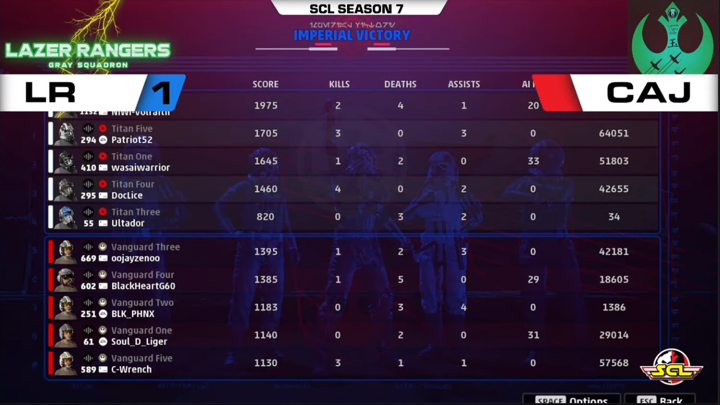 SCL SEASON 7
IMPERIAL VICTORY
LAZER RANGERS
GRAY SQUADRON
LR 1 CAJ
SCORE KILLS DEATHS ASSISTS AI
1975 2 4 1 20
Titan Five
294 Patriot52 1705 3 0 3 0 64051
Titan One
410 wasaiwarrior 1645 1 2 0 33 51803
Titan Four
295 DocLice 1460 4 0 2 0 42655
Titan Three
55 Ultador 820 0 3 2 0 34
Vanguard Three
669 oojayzenoo 1395 1 2 3 0 42181
Vanguard Four
602 BlackHeartG60 1385 1 5 0 29 18605
Vanguard Two
251 BLK_PHNX 1183 0 3 4 0 1386
Vanguard One
61 Soul_D_Liger 1140 0 2 0 31 29014
Vanguard Five
589 C-Wrench 1130 3 1 1 0 57568
SCL
SPACE Options ESC Back